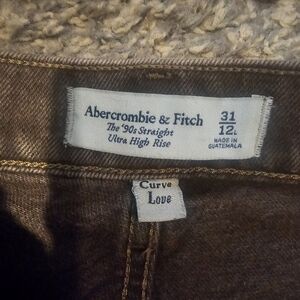 Abercrombie & Fitch
The '90s Straight
Ultra High Rise
31
12L
MADE IN
GUATEMALA
Curve
Love